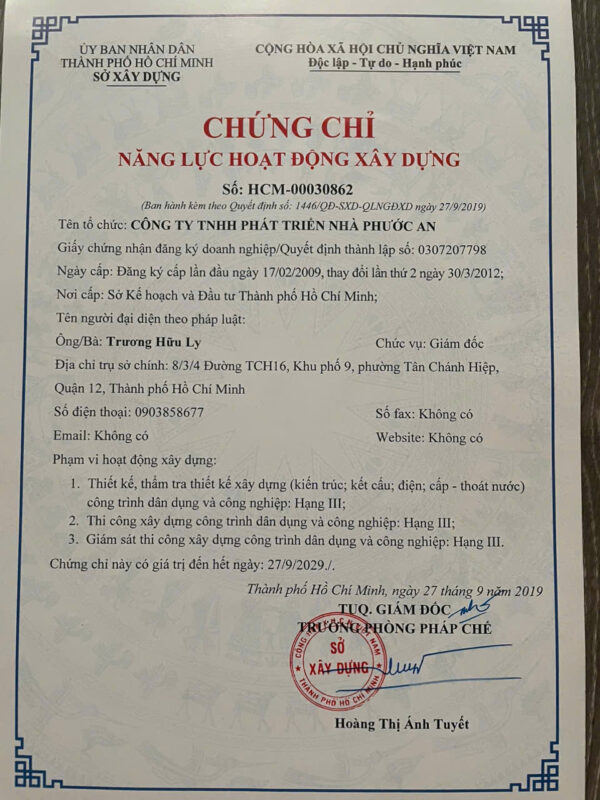 ỦY BAN NHÂN DÂN
THÀNH PHỐ HỒ CHÍ MINH
SỞ XÂY DỰNG
CỘNG HÒA XÃ HỘI CHỦ NGHĨA VIỆT NAM
Độc lập - Tự do - Hạnh phúc
CHỨNG CHỈ
NĂNG LỰC HOẠT ĐỘNG XÂY DỰNG
Số: HCM-00030862
(Ban hành kèm theo Quyết định số: 1446/QĐ-SXD-QLNGĐXD ngày 27/9/2019)
Tên tổ chức: CÔNG TY TNHH PHÁT TRIỂN NHÀ PHƯỚC AN
Giấy chứng nhận đăng ký doanh nghiệp/Quyết định thành lập số: 0307207798
Ngày cấp: Đăng ký cấp lần đầu ngày 17/02/2009, thay đổi lần thứ 2 ngày 30/3/2012;
Nơi cấp: Sở Kế hoạch và Đầu tư Thành phố Hồ Chí Minh;
Tên người đại diện theo pháp luật:
Ông/Bà: Trương Hữu Ly Chức vụ: Giám đốc
Địa chỉ trụ sở chính: 8/3/4 Đường TCH16, Khu phố 9, phường Tân Chánh Hiệp,
Quận 12, Thành phố Hồ Chí Minh
Số điện thoại: 0903858677 Số fax: Không có
Email: Không có Website: Không có
Phạm vi hoạt động xây dựng:
1. Thiết kế, thẩm tra thiết kế xây dựng (kiến trúc; kết cấu; điện; cấp - thoát nước)
công trình dân dụng và công nghiệp: Hạng III;
2. Thi công xây dựng công trình dân dụng và công nghiệp: Hạng III;
3. Giám sát thi công xây dựng công trình dân dụng và công nghiệp: Hạng III.
Chứng chỉ này có giá trị đến hết ngày: 27/9/2029./.
Thành phố Hồ Chí Minh, ngày 27 tháng 9 năm 2019
TUQ. GIÁM ĐỐC
TRƯỞNG PHÒNG PHÁP CHẾ
SỞ
XÂY DỰNG
THÀNH PHỐ HỒ CHÍ MINH
Hoàng Thị Ánh Tuyết